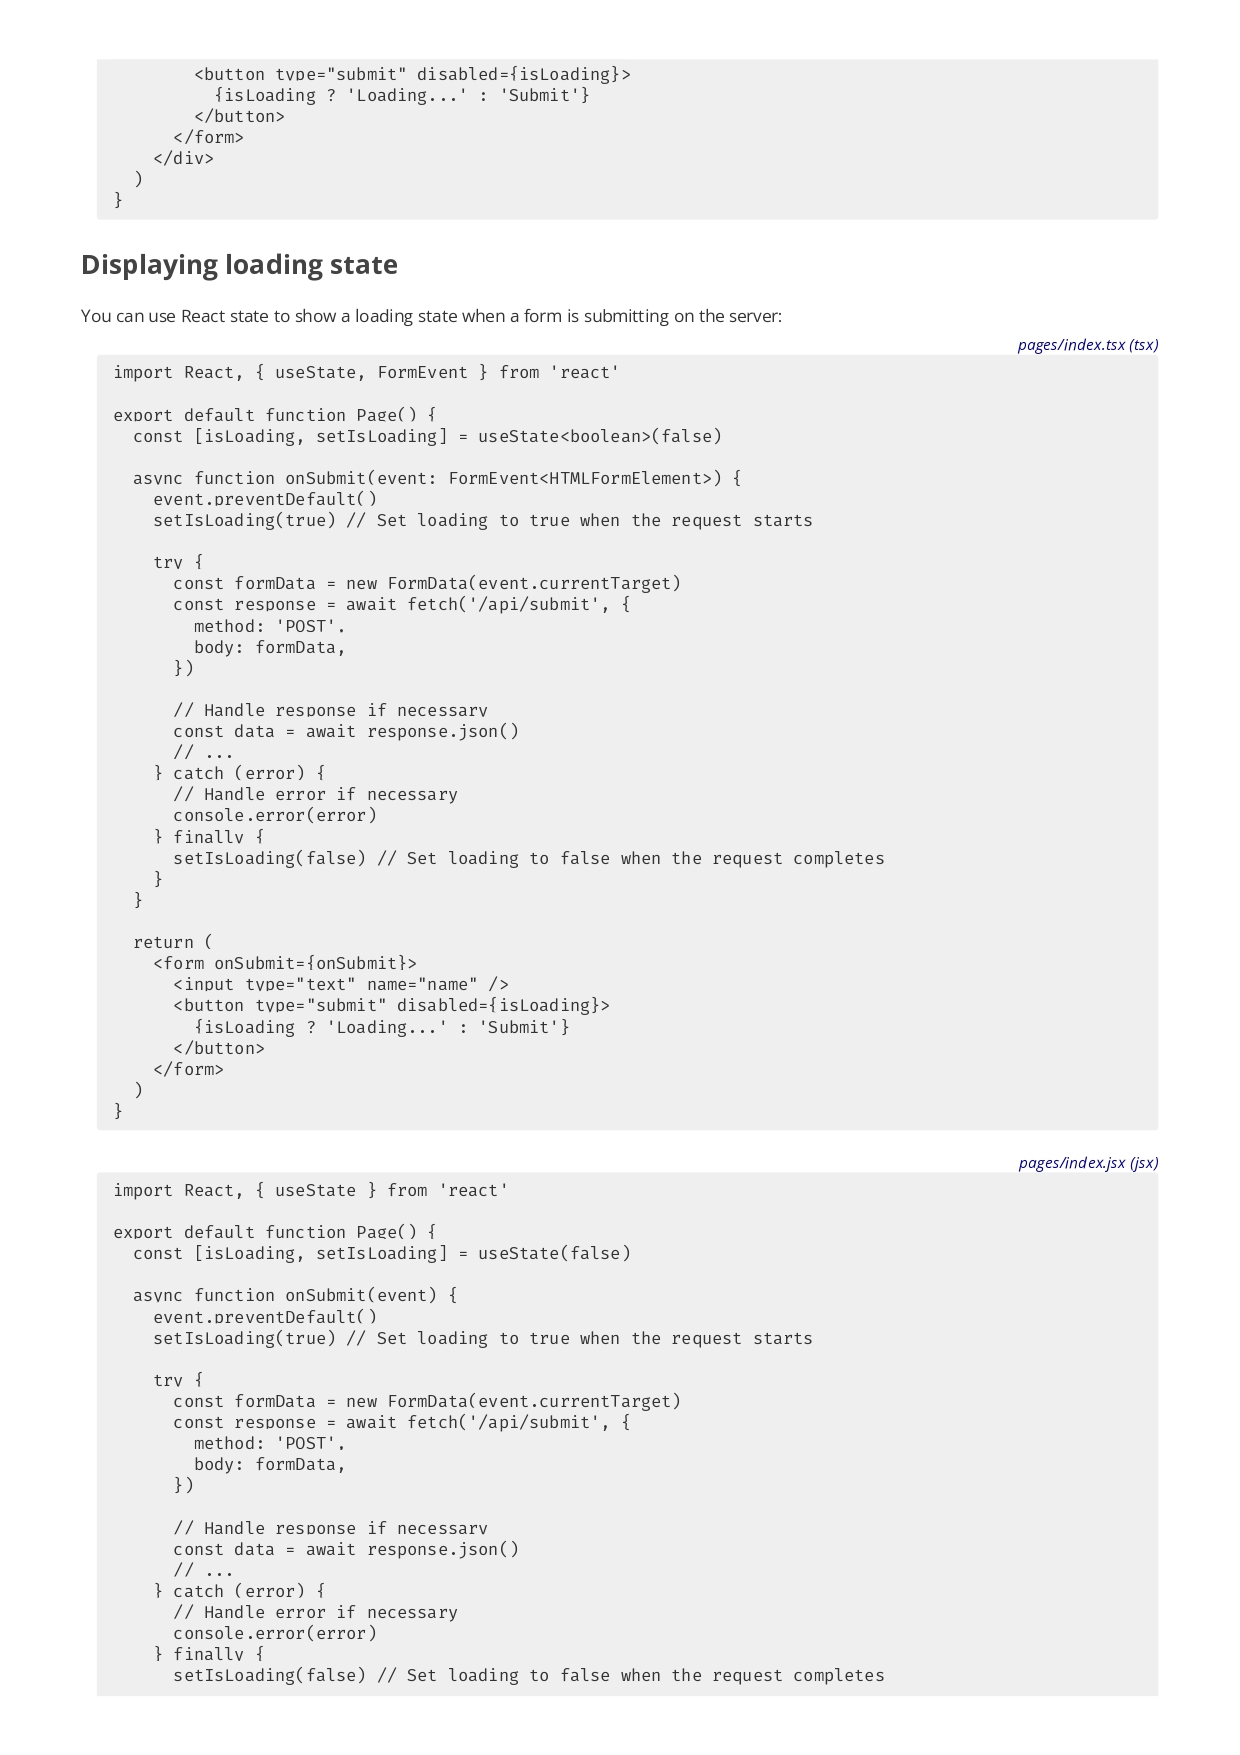 <button type="submit" disabled={isLoading}>
          {isLoading ? 'Loading...' : 'Submit'}
        </button>
      </form>
    </div>
  )
}
Displaying loading state
You can use React state to show a loading state when a form is submitting on the server:
pages/index.tsx (tsx)
import React, { useState, FormEvent } from 'react'

export default function Page() {
  const [isLoading, setIsLoading] = useState<boolean>(false)

  async function onSubmit(event: FormEvent<HTMLFormElement>) {
    event.preventDefault()
    setIsLoading(true) // Set loading to true when the request starts

    try {
      const formData = new FormData(event.currentTarget)
      const response = await fetch('/api/submit', {
        method: 'POST',
        body: formData,
      })

      // Handle response if necessary
      const data = await response.json()
      // ...
    } catch (error) {
      // Handle error if necessary
      console.error(error)
    } finally {
      setIsLoading(false) // Set loading to false when the request completes
    }
  }

  return (
    <form onSubmit={onSubmit}>
      <input type="text" name="name" />
      <button type="submit" disabled={isLoading}>
        {isLoading ? 'Loading...' : 'Submit'}
      </button>
    </form>
  )
}
pages/index.jsx (jsx)
import React, { useState } from 'react'

export default function Page() {
  const [isLoading, setIsLoading] = useState(false)

  async function onSubmit(event) {
    event.preventDefault()
    setIsLoading(true) // Set loading to true when the request starts

    try {
      const formData = new FormData(event.currentTarget)
      const response = await fetch('/api/submit', {
        method: 'POST',
        body: formData,
      })

      // Handle response if necessary
      const data = await response.json()
      // ...
    } catch (error) {
      // Handle error if necessary
      console.error(error)
    } finally {
      setIsLoading(false) // Set loading to false when the request completes